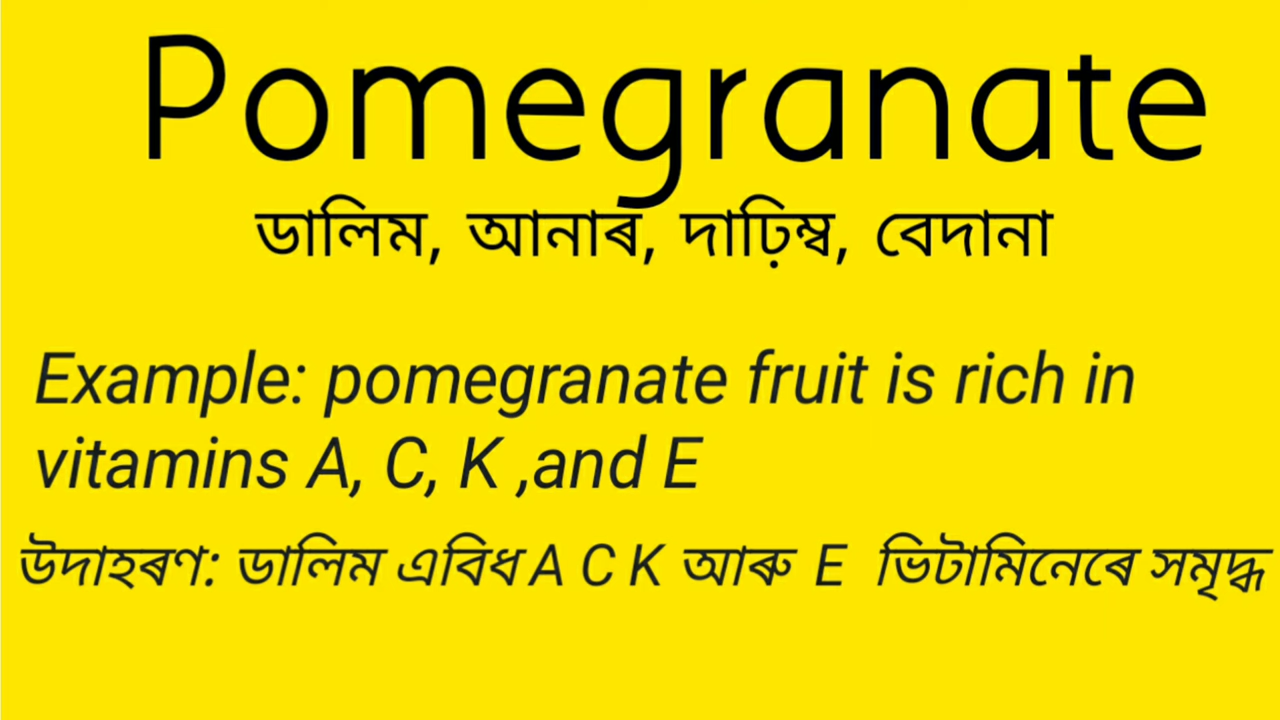 Pomegranate
ডালিম, আনাৰ, দাঢ়িম্ব, বেদানা
Example: pomegranate fruit is rich in
vitamins A, C, K ,and E
উদাহৰণ: ডালিম এবিধ A C K আৰু E ভিটামিনেৰে সমৃদ্ধ